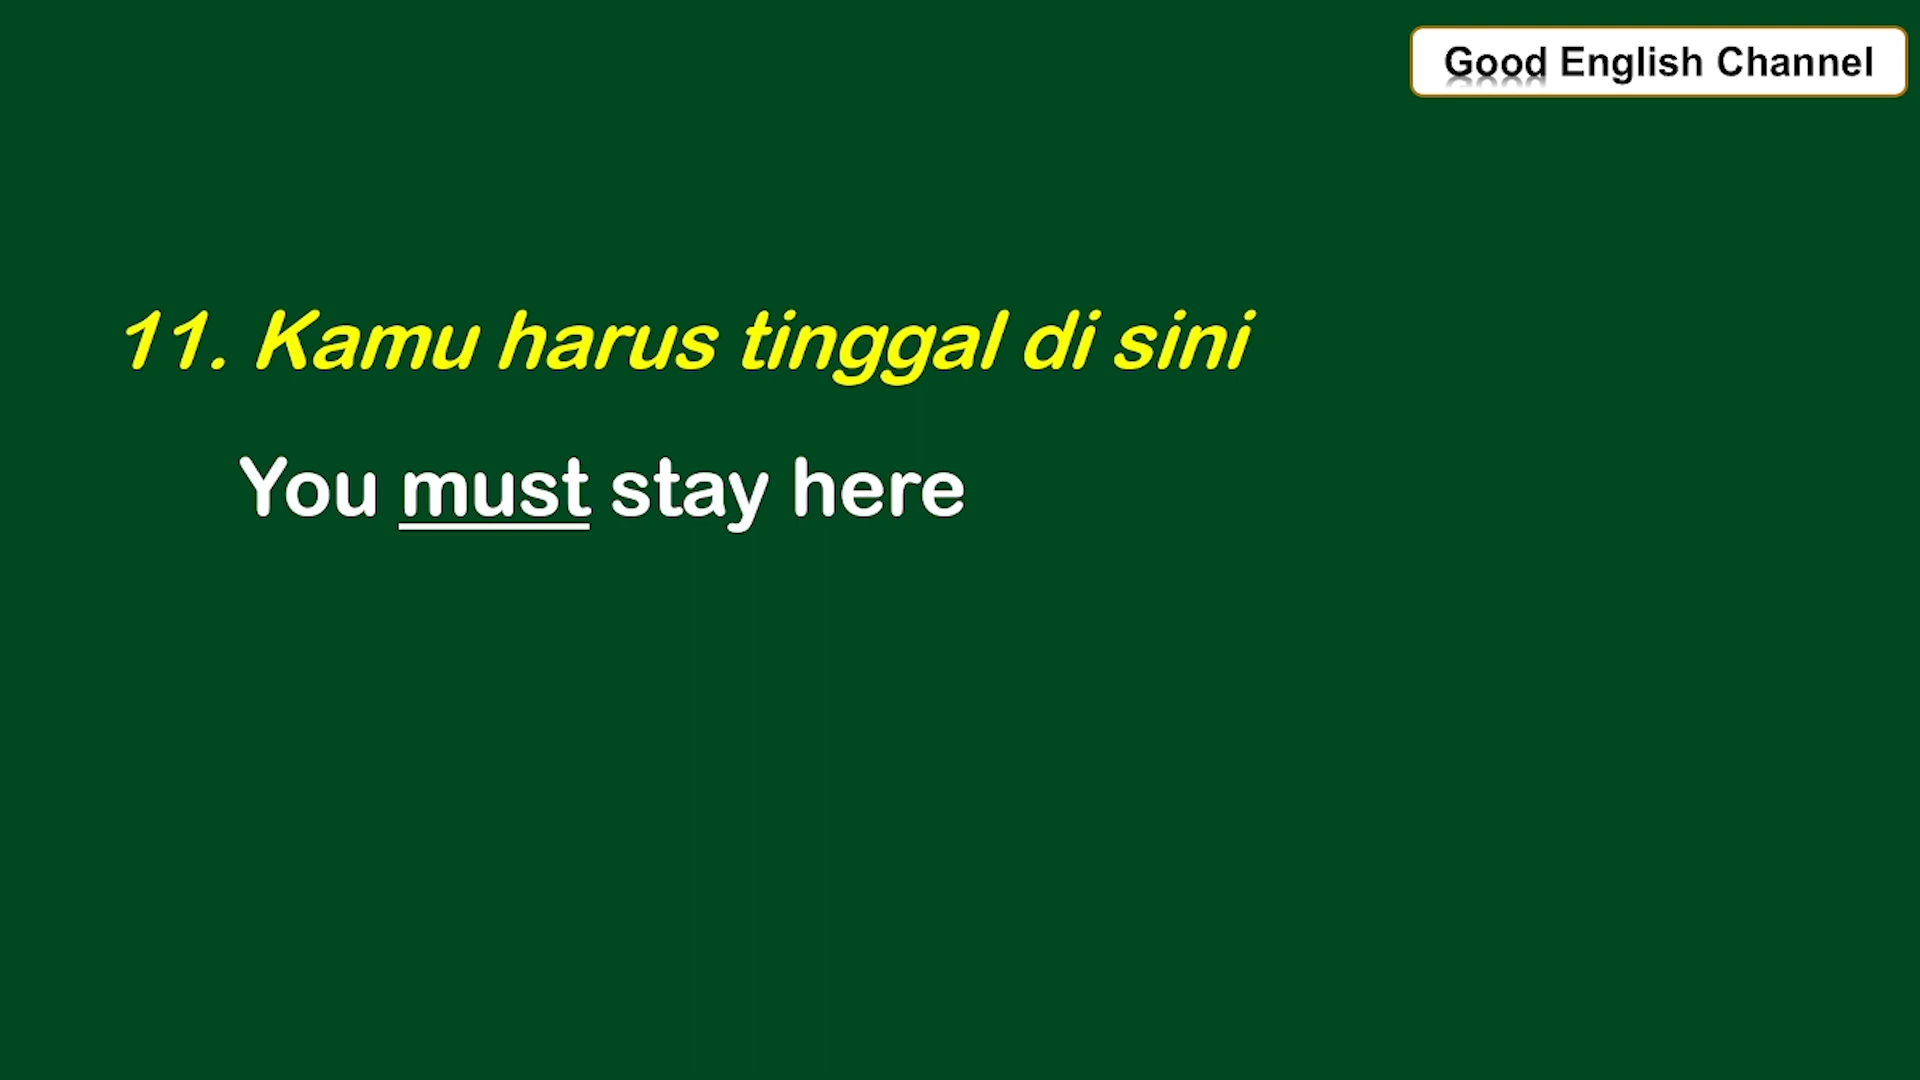 Good English Channel
11. Kamu harus tinggal di sini
You must stay here